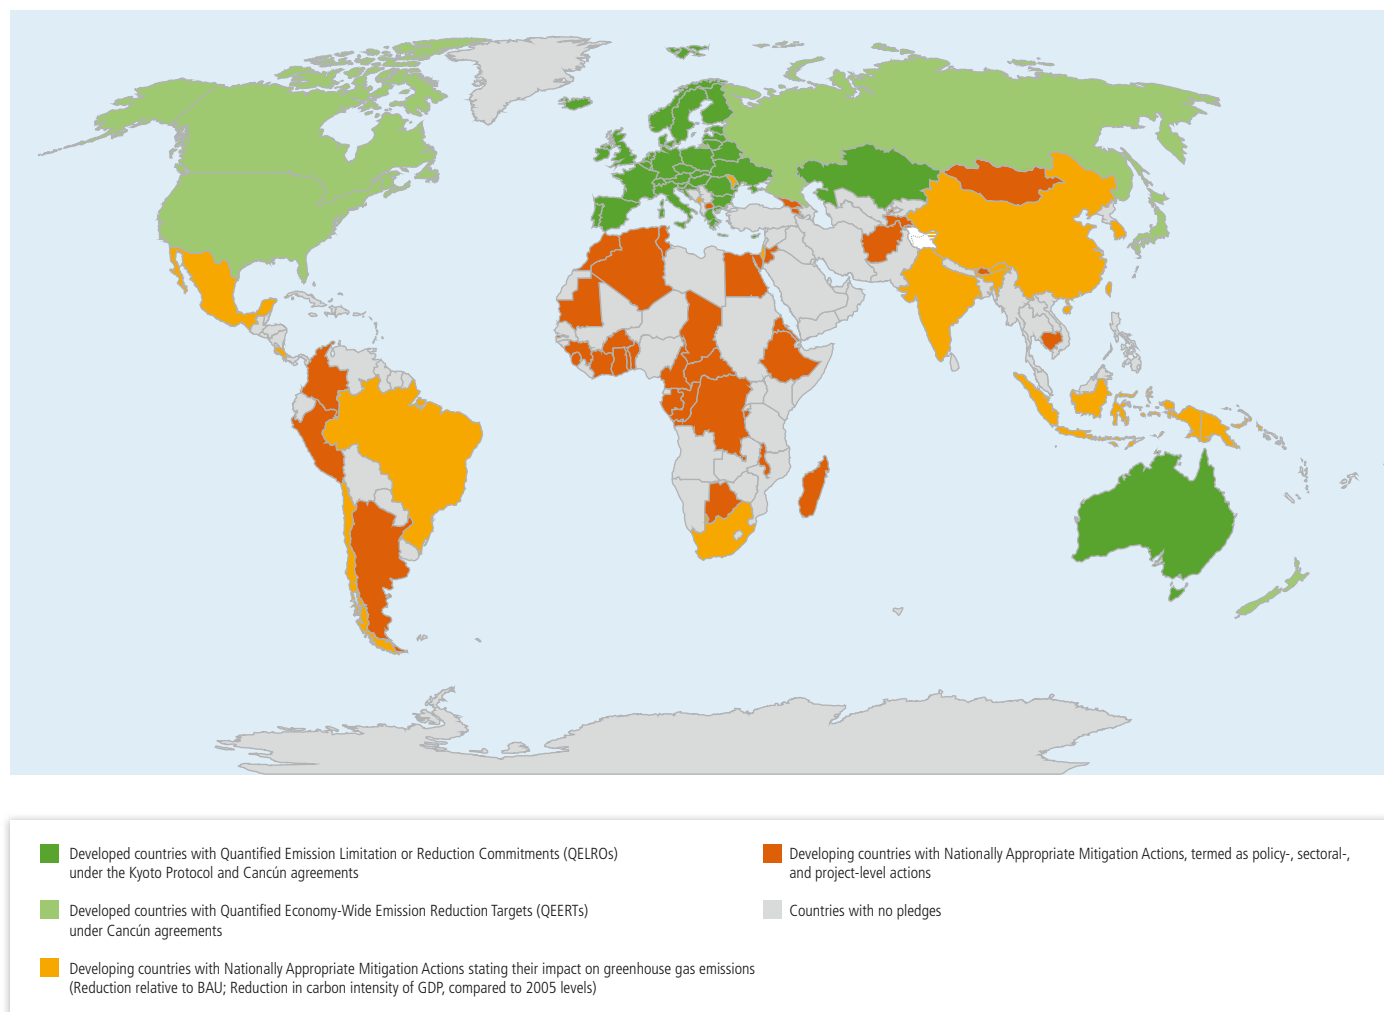 Developed countries with Quantified Emission Limitation or Reduction Commitments (QELROs)
under the Kyoto Protocol and Cancún agreements
Developed countries with Quantified Economy-Wide Emission Reduction Targets (QEERTs)
under Cancún agreements
Developing countries with Nationally Appropriate Mitigation Actions stating their impact on greenhouse gas emissions
(Reduction relative to BAU; Reduction in carbon intensity of GDP, compared to 2005 levels)
Developing countries with Nationally Appropriate Mitigation Actions, termed as policy-, sectoral-,
and project-level actions
Countries with no pledges